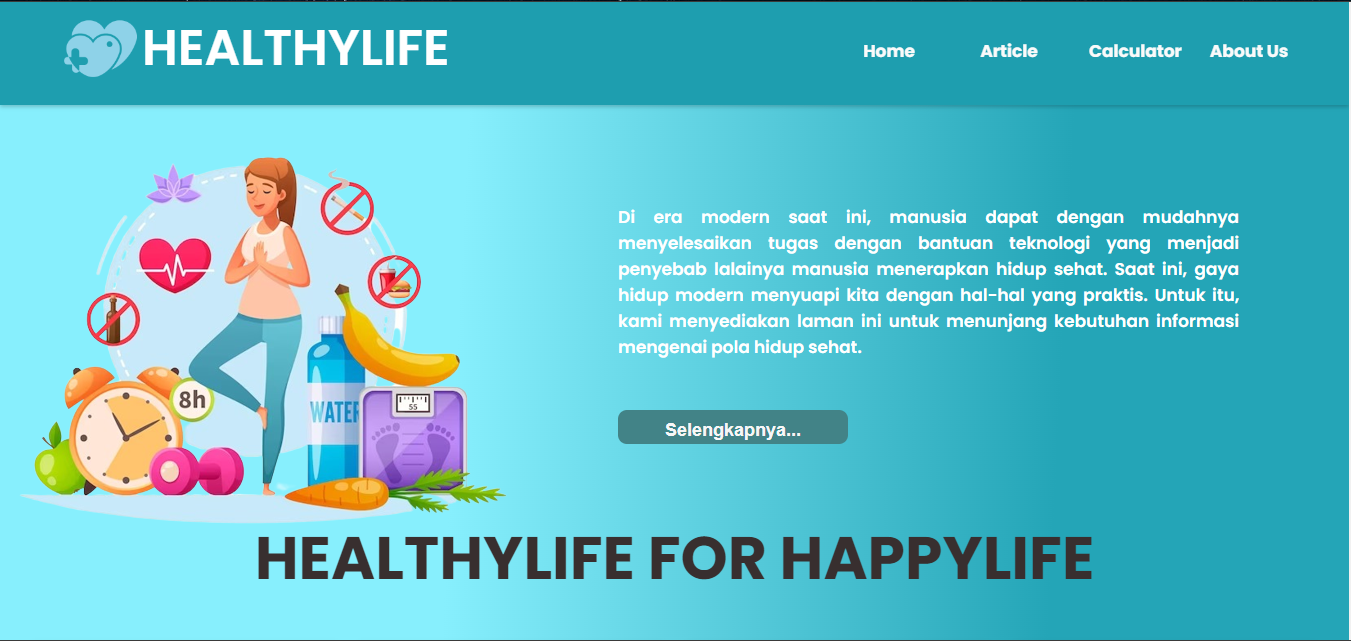 HEALTHYLIFE
Home Article Calculator About Us
Di era modern saat ini, manusia dapat dengan mudahnya
menyelesaikan tugas dengan bantuan teknologi yang menjadi
penyebab lalainya manusia menerapkan hidup sehat. Saat ini, gaya
hidup modern menyuapi kita dengan hal-hal yang praktis. Untuk itu,
kami menyediakan laman ini untuk menunjang kebutuhan informasi
mengenai pola hidup sehat.
Selengkapnya...
8h
WATER
55
HEALTHYLIFE FOR HAPPYLIFE